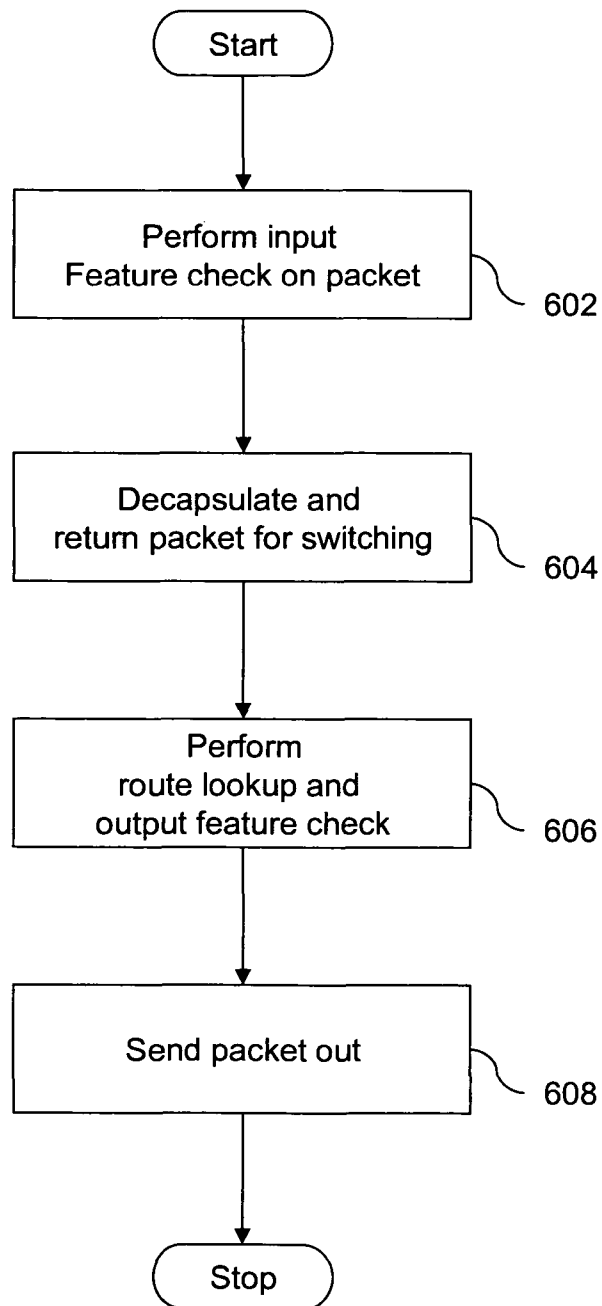 Start
Perform input
Feature check on packet
602
Decapsulate and
return packet for switching
604
Perform
route lookup and
output feature check
606
Send packet out
608
Stop